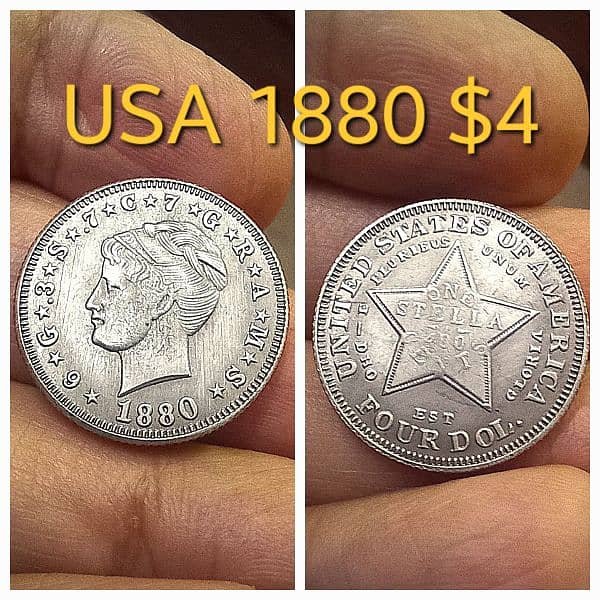 USA 1880 $4
★6★G★.3★S★.7★C★7★G★R★A★M★S★
1880
UNITED STATES OF AMERICA
E PLURIBUS UNUM
DEO EST GLORIA
ONE
STELLA
400
FOUR DOL.